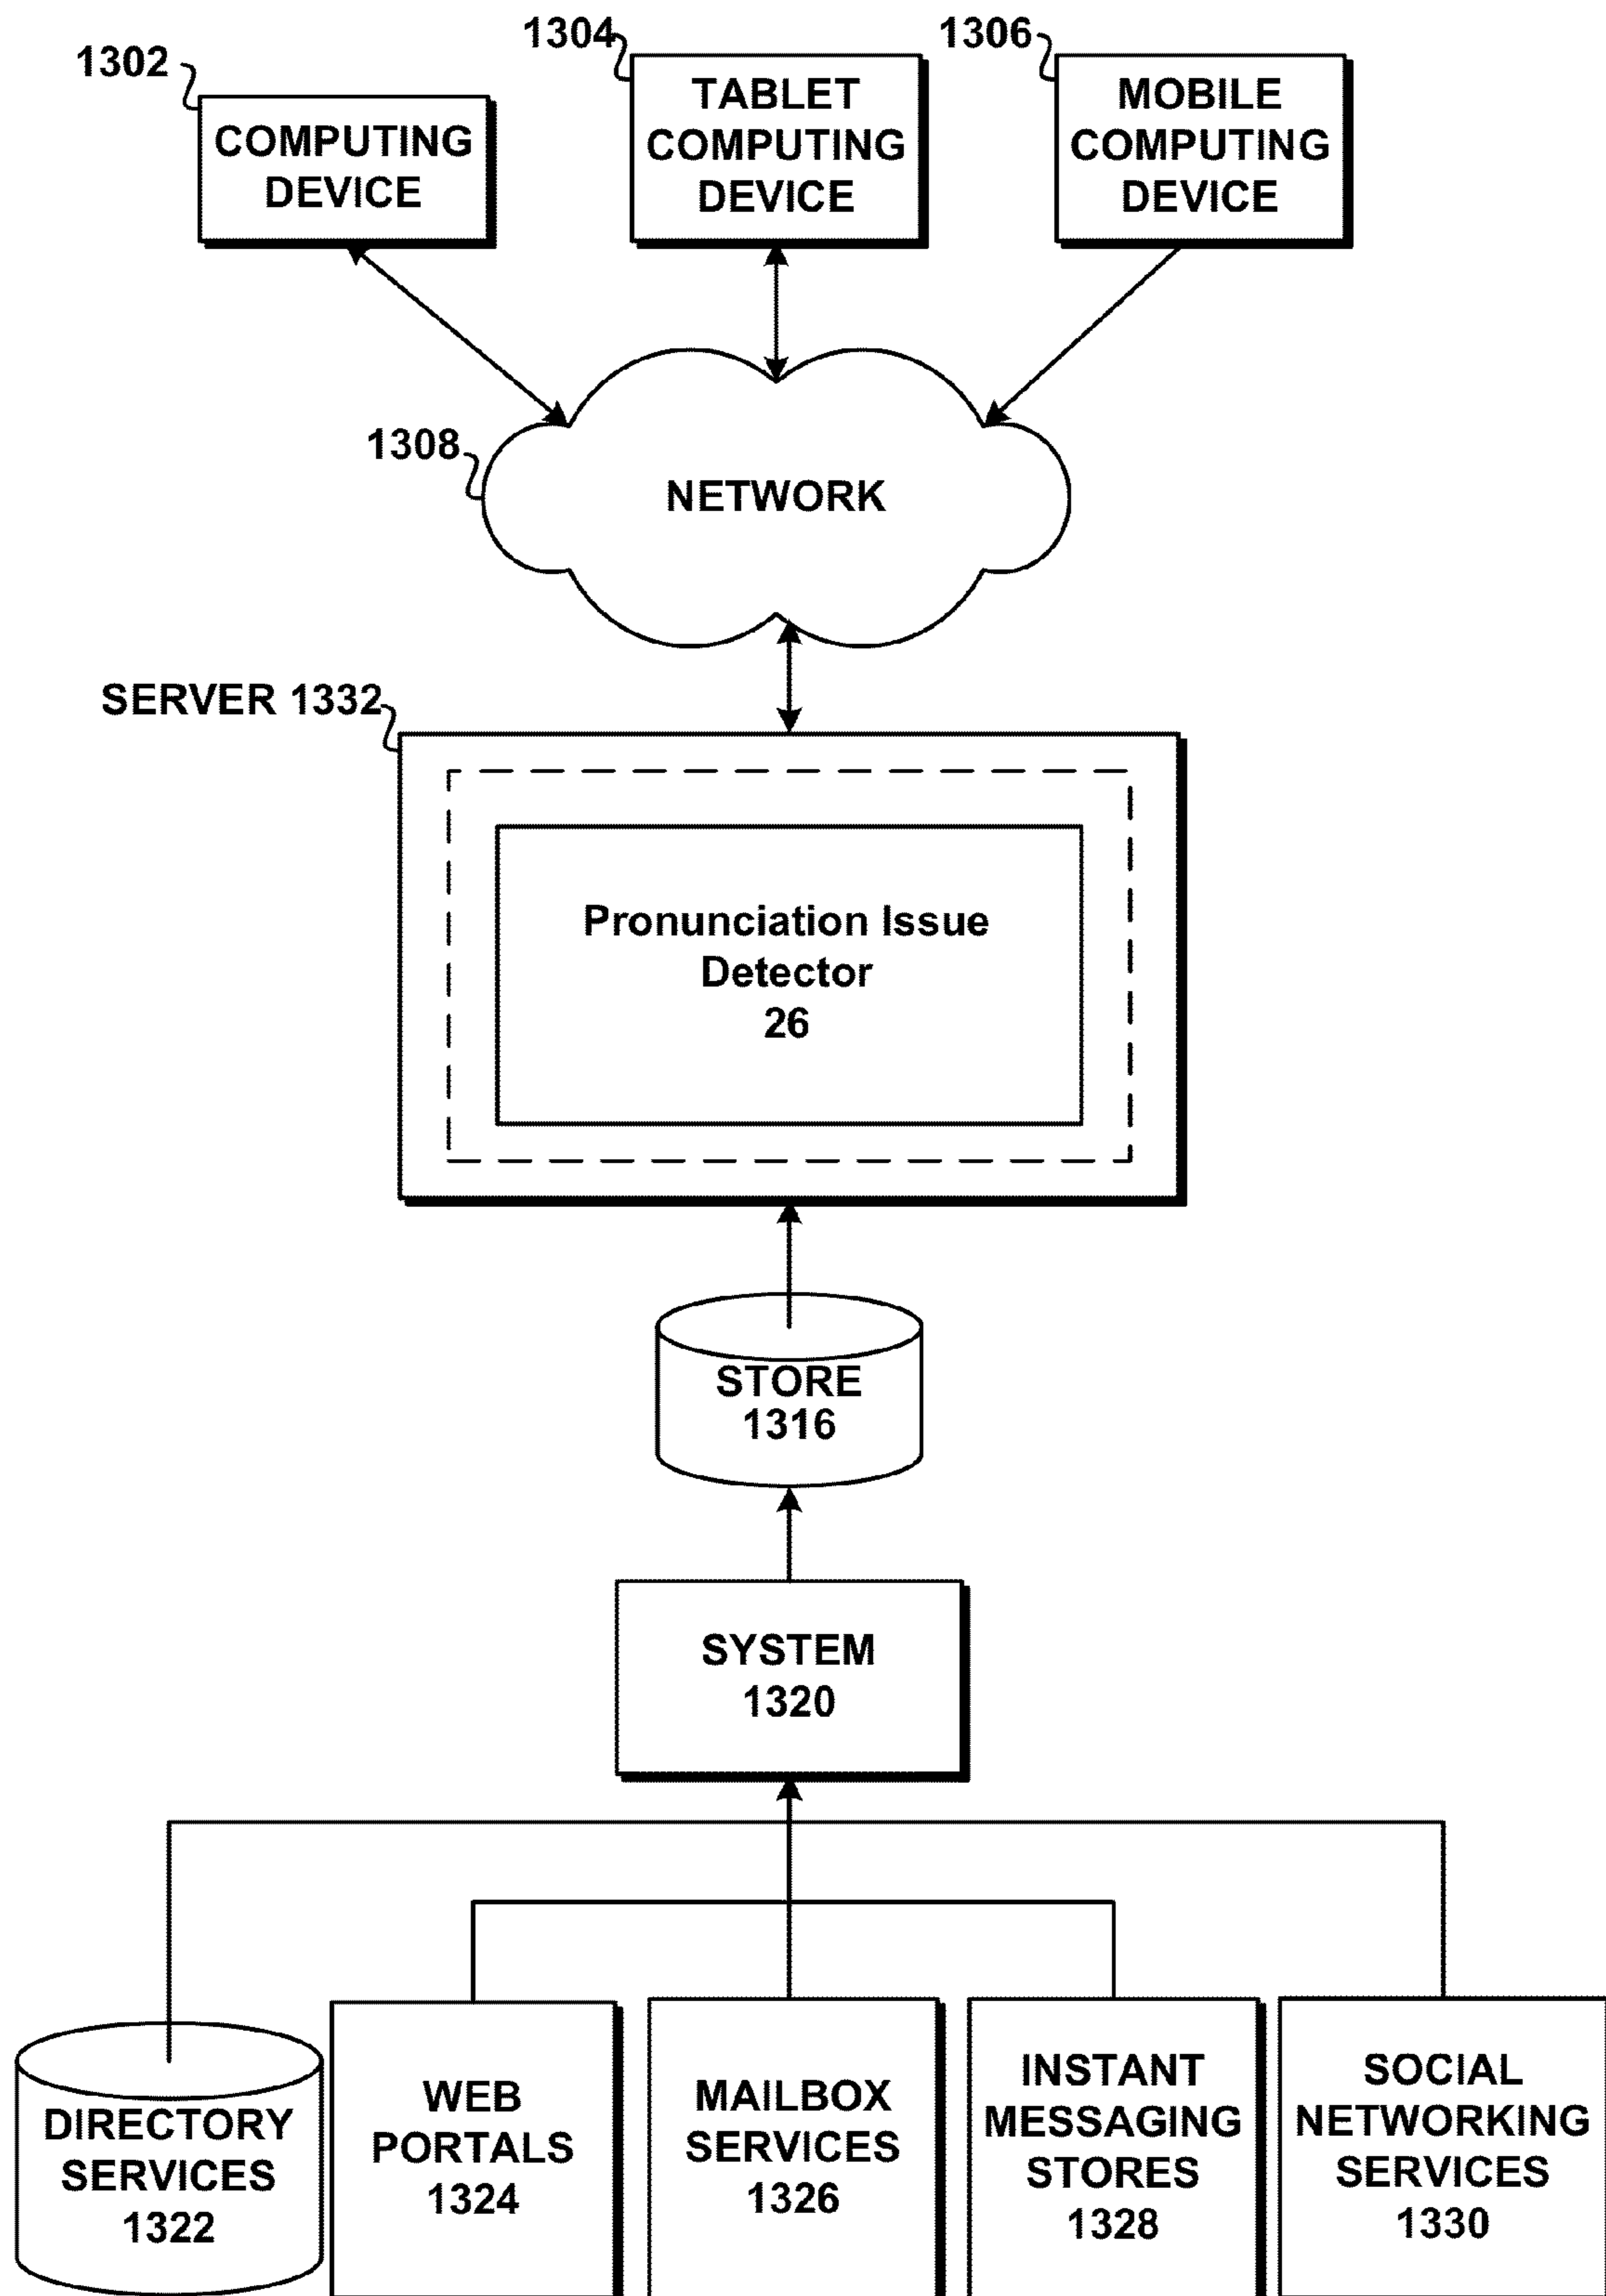 1302
COMPUTING
DEVICE
1304
TABLET
COMPUTING
DEVICE
1306
MOBILE
COMPUTING
DEVICE
1308
NETWORK
SERVER 1332
Pronunciation Issue
Detector
26
STORE
1316
SYSTEM
1320
DIRECTORY
SERVICES
1322
WEB
PORTALS
1324
MAILBOX
SERVICES
1326
INSTANT
MESSAGING
STORES
1328
SOCIAL
NETWORKING
SERVICES
1330